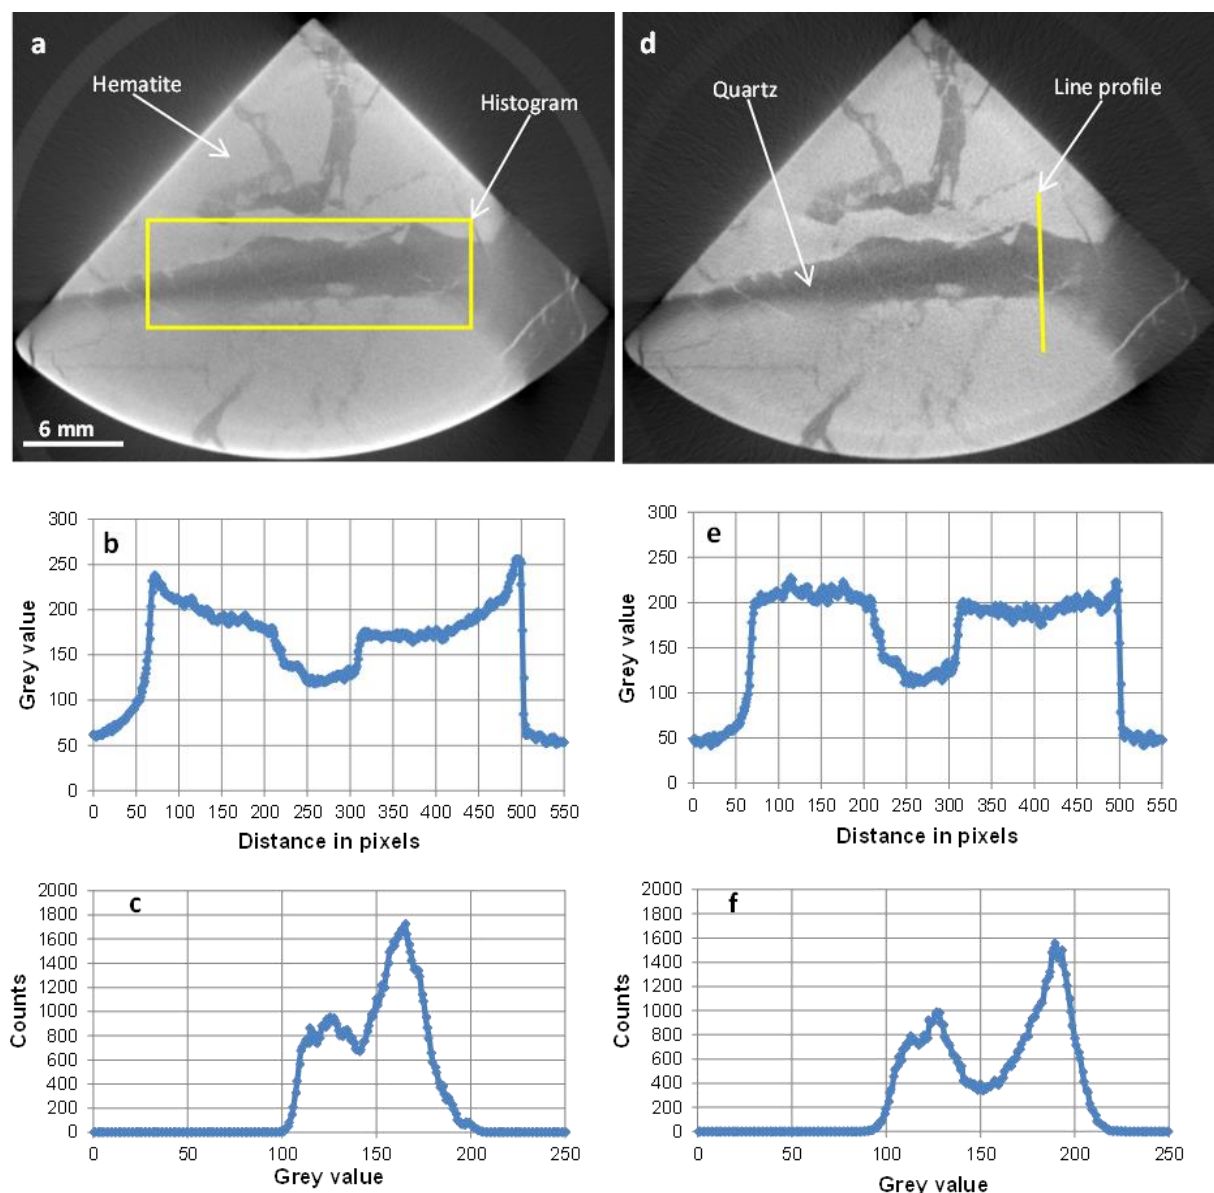 a
Hematite
Histogram
6 mm
d
Quartz
Line profile
b
300
250
200
150
100
50
0
Grey value
0 50 100 150 200 250 300 350 400 450 500 550
Distance in pixels
e
300
250
200
150
100
50
0
Grey value
0 50 100 150 200 250 300 350 400 450 500 550
Distance in pixels
c
2000
1800
1600
1400
1200
1000
800
600
400
200
0
Counts
0 50 100 150 200 250
Grey value
f
2000
1800
1600
1400
1200
1000
800
600
400
200
0
Counts
0 50 100 150 200 250
Grey value